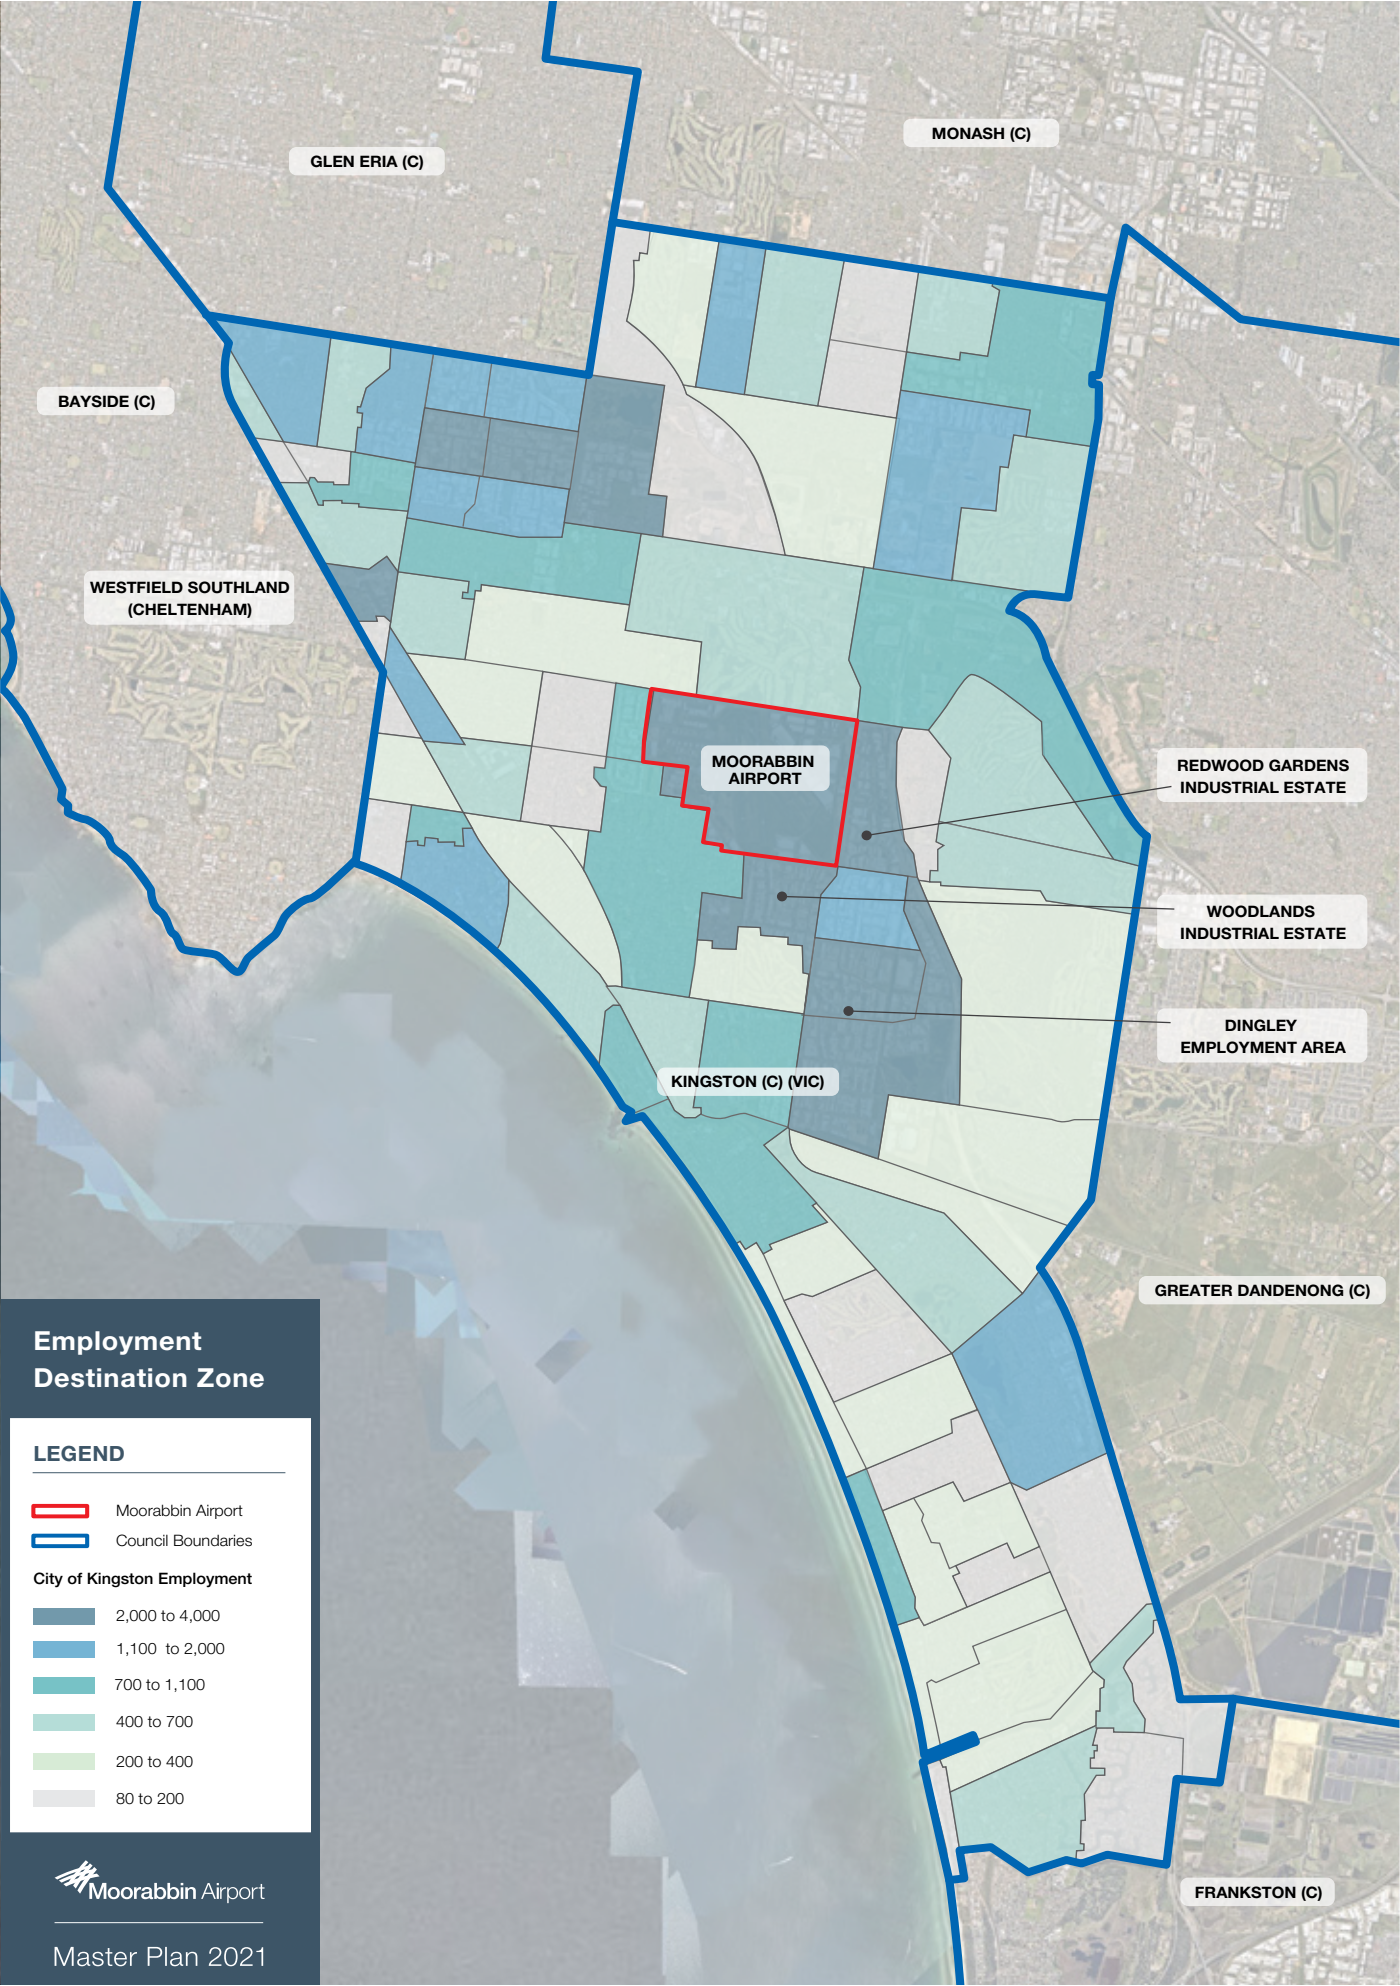 MONASH (C)
GLEN ERIA (C)
BAYSIDE (C)
WESTFIELD SOUTHLAND
(CHELTENHAM)
MOORABBIN
AIRPORT
REDWOOD GARDENS
INDUSTRIAL ESTATE
WOODLANDS
INDUSTRIAL ESTATE
DINGLEY
EMPLOYMENT AREA
KINGSTON (C) (VIC)
GREATER DANDENONG (C)
FRANKSTON (C)
Employment
Destination Zone
LEGEND
Moorabbin Airport
Council Boundaries
City of Kingston Employment
2,000 to 4,000
1,100 to 2,000
700 to 1,100
400 to 700
200 to 400
80 to 200
Moorabbin Airport
Master Plan 2021